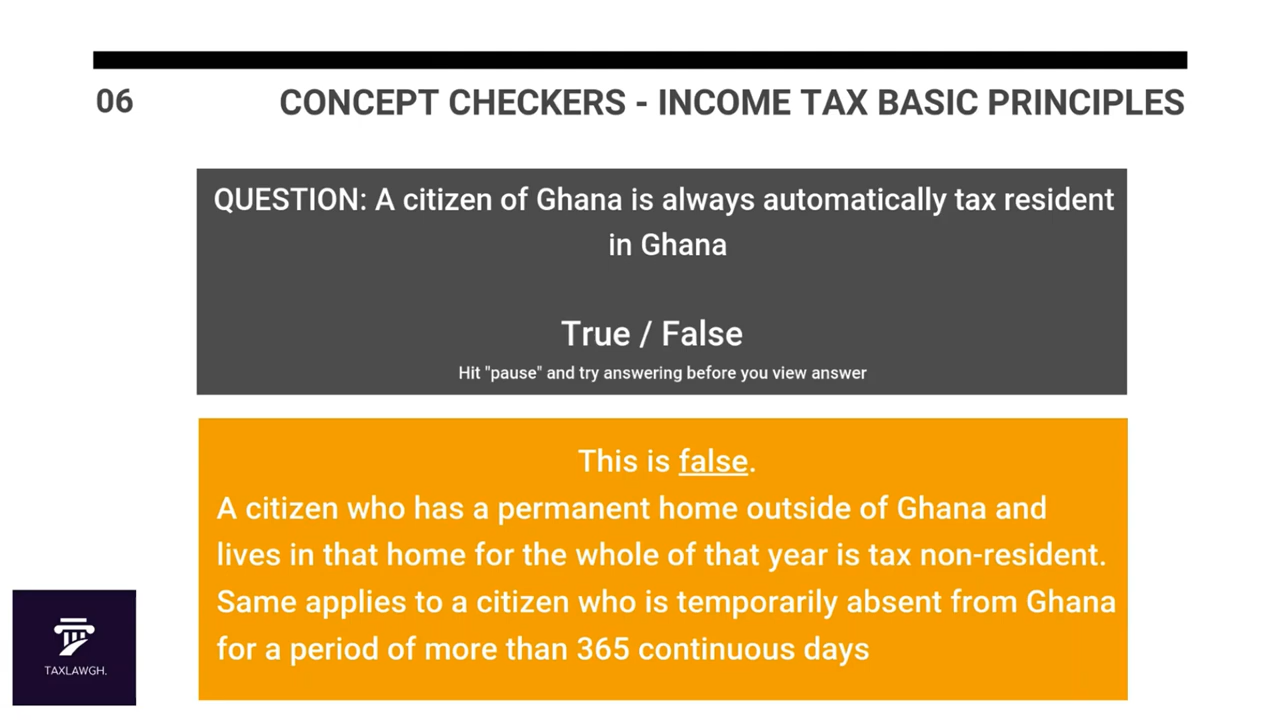 06
CONCEPT CHECKERS - INCOME TAX BASIC PRINCIPLES
QUESTION: A citizen of Ghana is always automatically tax resident
in Ghana
True / False
Hit "pause" and try answering before you view answer
This is false.
A citizen who has a permanent home outside of Ghana and
lives in that home for the whole of that year is tax non-resident.
Same applies to a citizen who is temporarily absent from Ghana
for a period of more than 365 continuous days
TAXLAWGH.